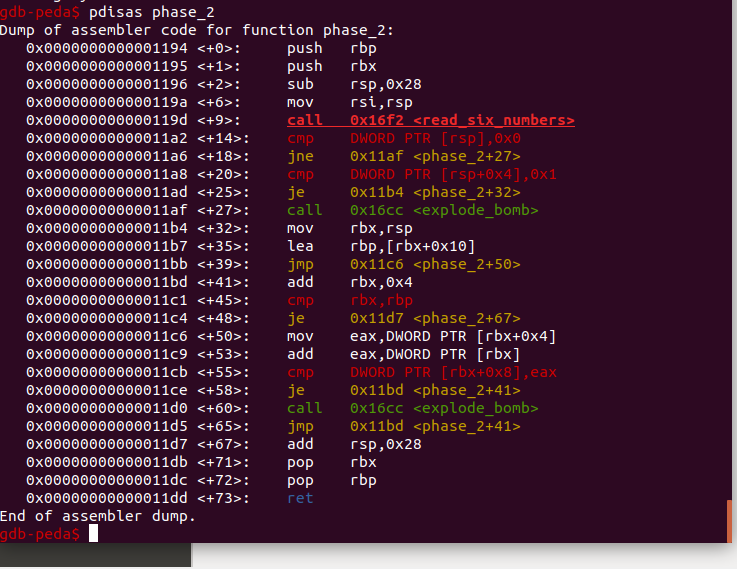 gdb-peda$ pdisas phase_2
Dump of assembler code for function phase_2:
   0x0000000000001194 <+0>:	push   rbp
   0x0000000000001195 <+1>:	push   rbx
   0x0000000000001196 <+2>:	sub    rsp,0x28
   0x000000000000119a <+6>:	mov    rsi,rsp
   0x000000000000119d <+9>:	call   0x16f2 <read_six_numbers>
   0x00000000000011a2 <+14>:	cmp    DWORD PTR [rsp],0x0
   0x00000000000011a6 <+18>:	jne    0x11af <phase_2+27>
   0x00000000000011a8 <+20>:	cmp    DWORD PTR [rsp+0x4],0x1
   0x00000000000011ad <+25>:	je     0x11b4 <phase_2+32>
   0x00000000000011af <+27>:	call   0x16cc <explode_bomb>
   0x00000000000011b4 <+32>:	mov    rbx,rsp
   0x00000000000011b7 <+35>:	lea    rbp,[rbx+0x10]
   0x00000000000011bb <+39>:	jmp    0x11c6 <phase_2+50>
   0x00000000000011bd <+41>:	add    rbx,0x4
   0x00000000000011c1 <+45>:	cmp    rbx,rbp
   0x00000000000011c4 <+48>:	je     0x11d7 <phase_2+67>
   0x00000000000011c6 <+50>:	mov    eax,DWORD PTR [rbx+0x4]
   0x00000000000011c9 <+53>:	add    eax,DWORD PTR [rbx]
   0x00000000000011cb <+55>:	cmp    DWORD PTR [rbx+0x8],eax
   0x00000000000011ce <+58>:	je     0x11bd <phase_2+41>
   0x00000000000011d0 <+60>:	call   0x16cc <explode_bomb>
   0x00000000000011d5 <+65>:	jmp    0x11bd <phase_2+41>
   0x00000000000011d7 <+67>:	add    rsp,0x28
   0x00000000000011db <+71>:	pop    rbx
   0x00000000000011dc <+72>:	pop    rbp
   0x00000000000011dd <+73>:	ret
End of assembler dump.
gdb-peda$